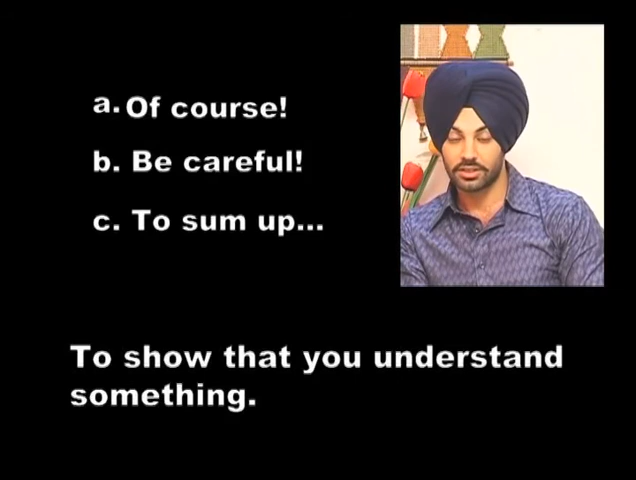 a. Of course!
b. Be careful!
c. To sum up...
To show that you understand
something.